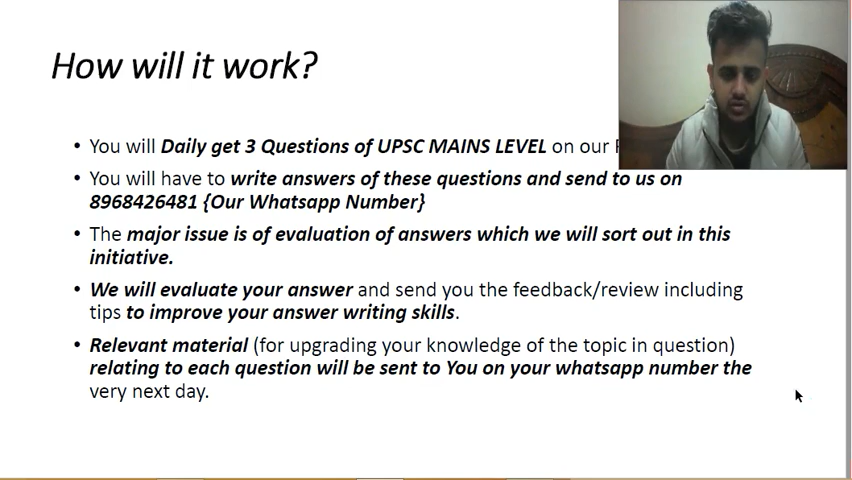 How will it work?
• You will Daily get 3 Questions of UPSC MAINS LEVEL on our
• You will have to write answers of these questions and send to us on
8968426481 {Our Whatsapp Number}
• The major issue is of evaluation of answers which we will sort out in this
initiative.
• We will evaluate your answer and send you the feedback/review including
tips to improve your answer writing skills.
• Relevant material (for upgrading your knowledge of the topic in question)
relating to each question will be sent to You on your whatsapp number the
very next day.